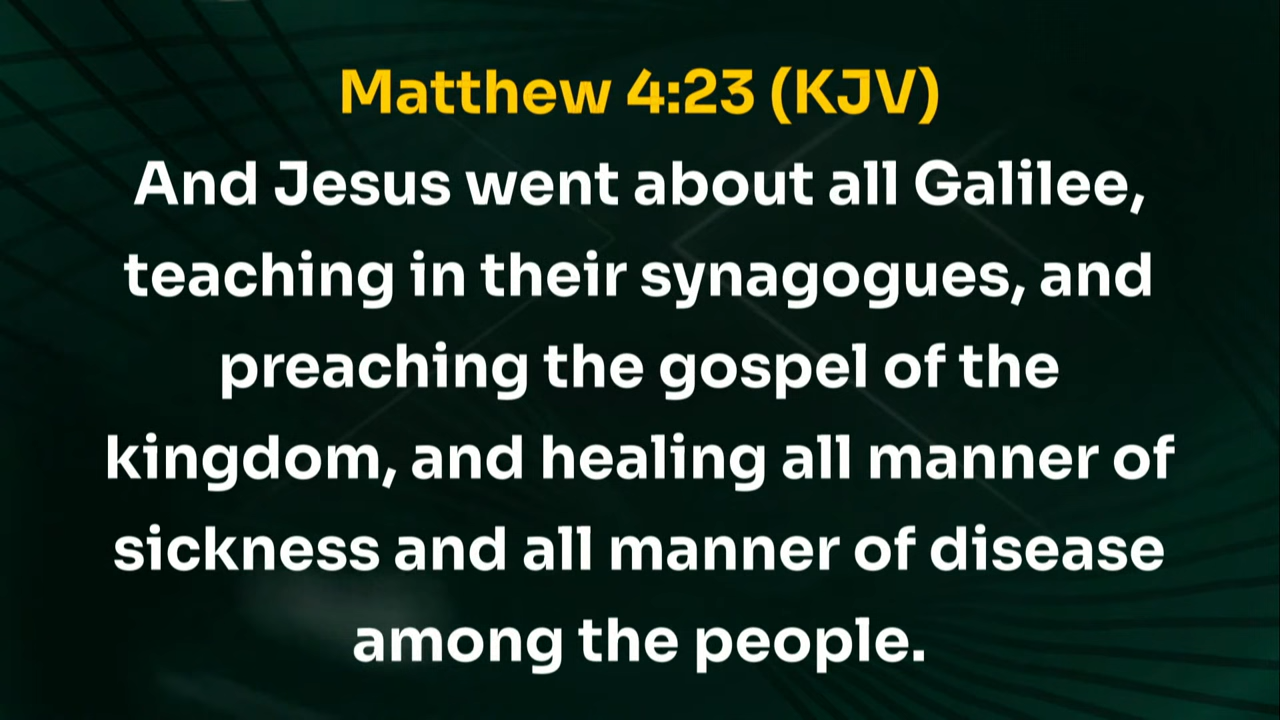 Matthew 4:23 (KJV)
And Jesus went about all Galilee,
teaching in their synagogues, and
preaching the gospel of the
kingdom, and healing all manner of
sickness and all manner of disease
among the people.